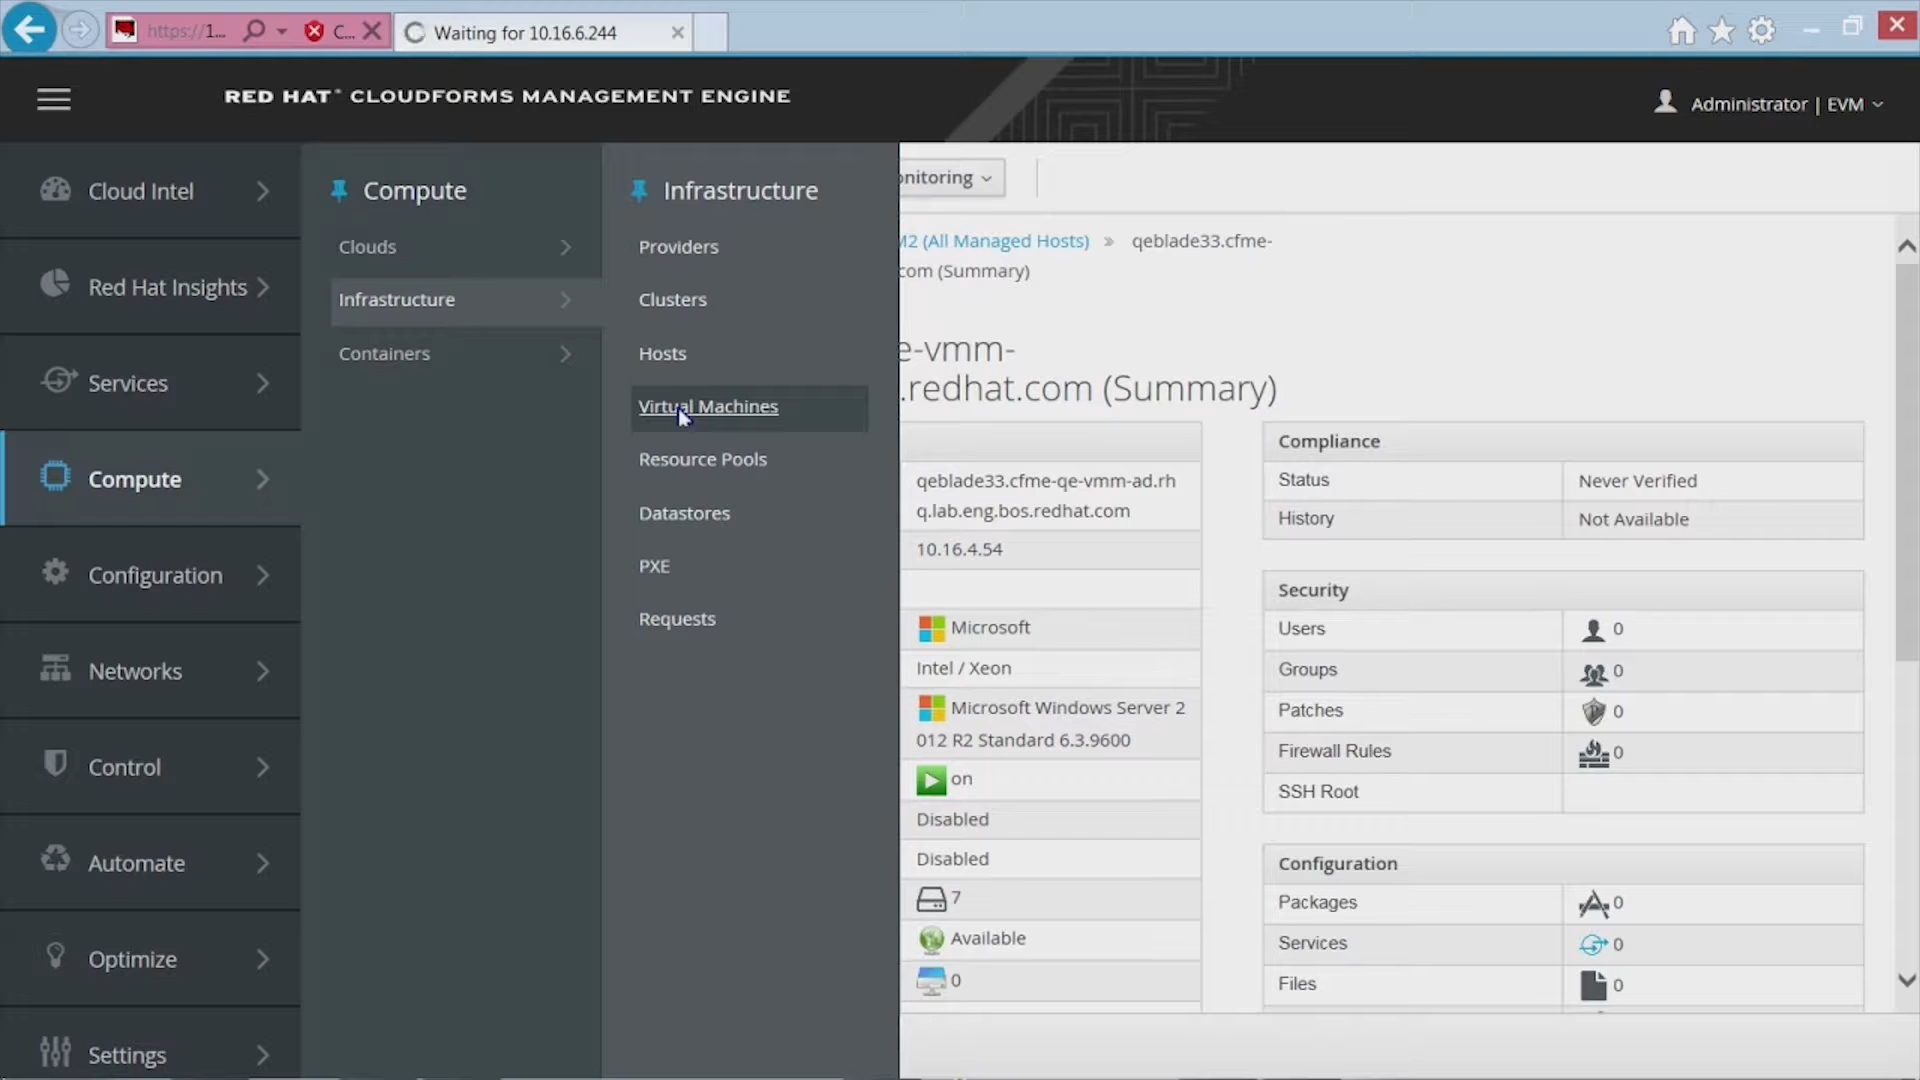 https://1...
C...
Waiting for 10.16.6.244
RED HAT® CLOUDFORMS MANAGEMENT ENGINE
Administrator | EVM
Cloud Intel
Red Hat Insights
Services
Compute
Configuration
Networks
Control
Automate
Optimize
Settings
Compute
Clouds
Infrastructure
Containers
Infrastructure
Providers
Clusters
Hosts
Virtual Machines
Resource Pools
Datastores
PXE
Requests
onitoring
M2 (All Managed Hosts) » qeblade33.cfme-
com (Summary)
e-vmm-
.redhat.com (Summary)
qeblade33.cfme-qe-vmm-ad.rh
q.lab.eng.bos.redhat.com
10.16.4.54
Microsoft
Intel / Xeon
Microsoft Windows Server 2
012 R2 Standard 6.3.9600
on
Disabled
Disabled
7
Available
0
Compliance
Status Never Verified
History Not Available
Security
Users 0
Groups 0
Patches 0
Firewall Rules 0
SSH Root
Configuration
Packages 0
Services 0
Files 0